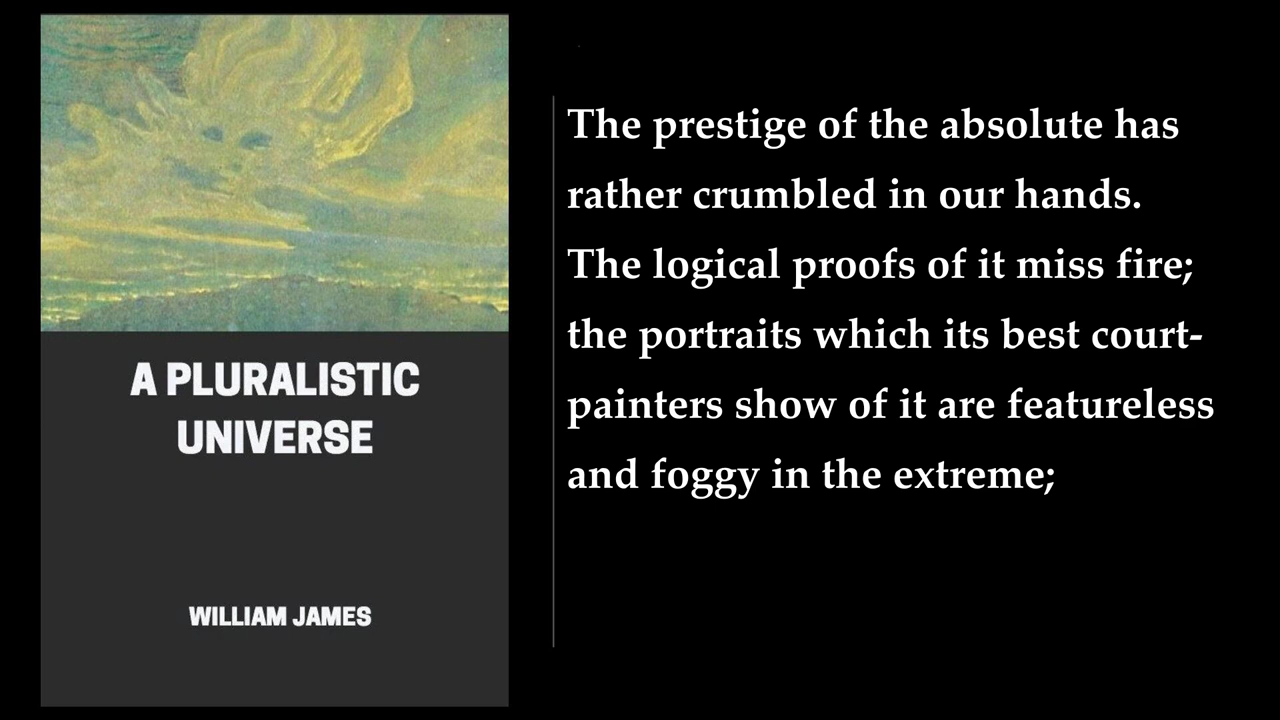 A PLURALISTIC
UNIVERSE
WILLIAM JAMES
The prestige of the absolute has
rather crumbled in our hands.
The logical proofs of it miss fire;
the portraits which its best court-
painters show of it are featureless
and foggy in the extreme;